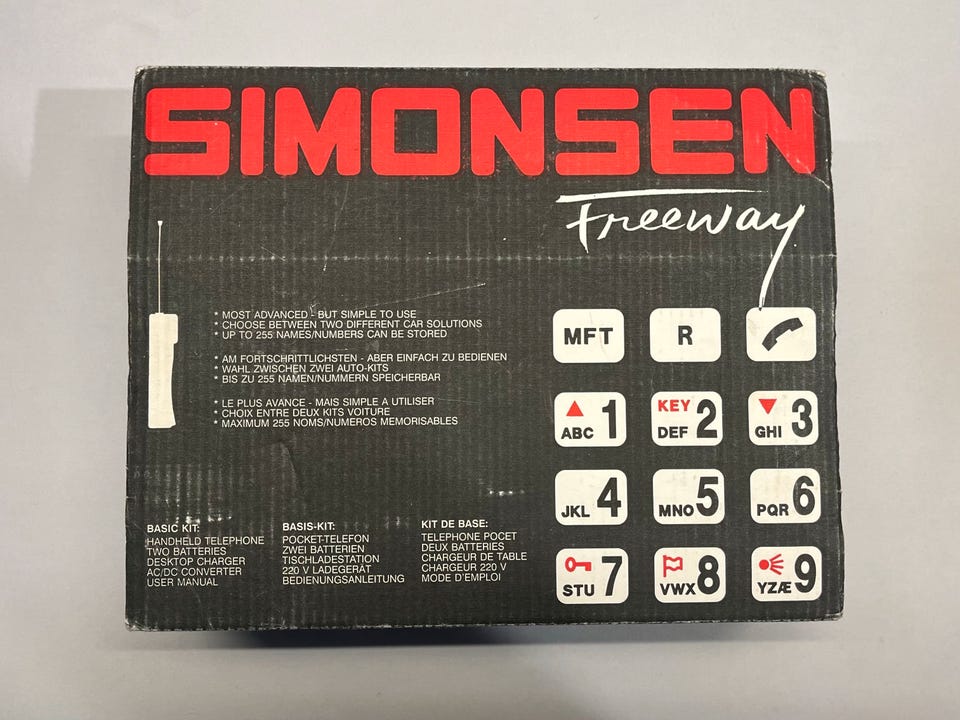 SIMONSEN
Freeway
* MOST ADVANCED - BUT SIMPLE TO USE
* CHOOSE BETWEEN TWO DIFFERENT CAR SOLUTIONS
* UP TO 255 NAMES/NUMBERS CAN BE STORED
* AM FORTSCHRITTLICHSTEN - ABER EINFACH ZU BEDIENEN
* WAHL ZWISCHEN ZWEI AUTO-KITS
* BIS ZU 255 NAMEN/NUMMERN SPEICHERBAR
* LE PLUS AVANCE - MAIS SIMPLE A UTILISER
* CHOIX ENTRE DEUX KITS VOITURE
* MAXIMUM 255 NOMS/NUMEROS MEMORISABLES
BASIC KIT:
HANDHELD TELEPHONE
TWO BATTERIES
DESKTOP CHARGER
AC/DC CONVERTER
USER MANUAL
BASIS-KIT:
POCKET-TELEFON
ZWEI BATTERIEN
TISCHLADESTATION
220 V LADEGERÄT
BEDIENUNGSANLEITUNG
KIT DE BASE:
TELEPHONE POCET
DEUX BATTERIES
CHARGEUR DE TABLE
CHARGEUR 220 V
MODE D'EMPLOI
MFT
R
ABC 1
KEY
DEF 2
GHI 3
JKL 4
MNO 5
PQR 6
STU 7
VWX 8
YZÆ 9